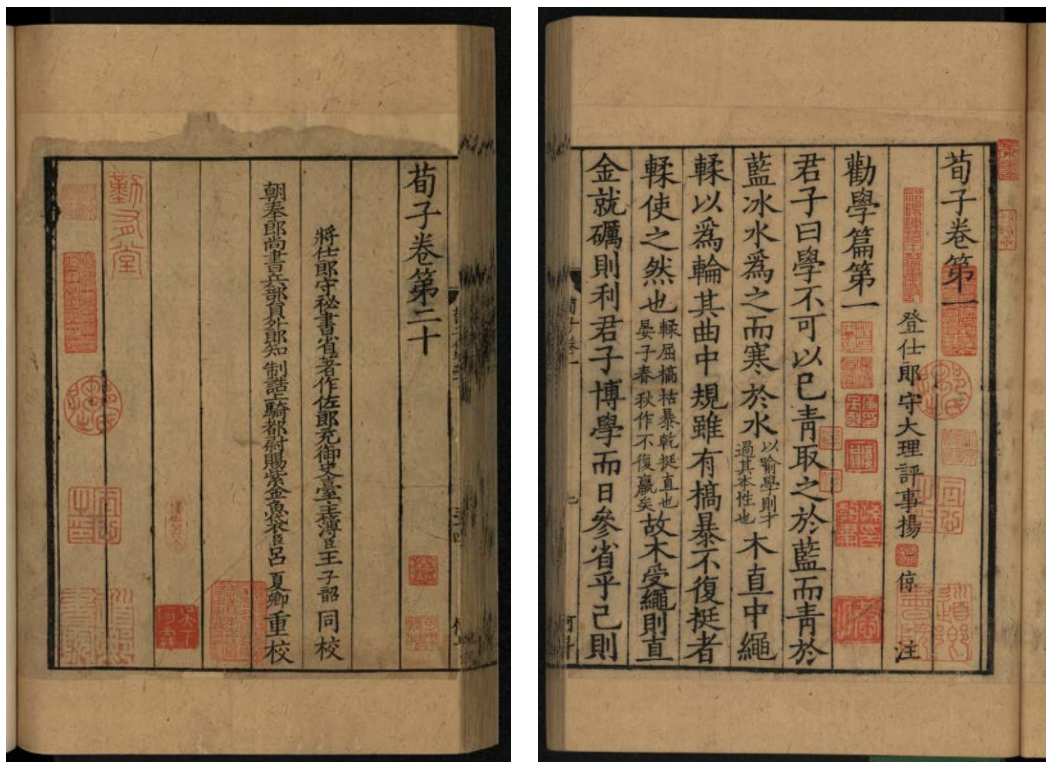 荀子卷第一
登仕郎守大理評事揚 倞 注
勸學篇第一
君子曰學不可以已青取之於藍而青於
藍冰水爲之而寒於水以喻學則才過其本性也木直中繩
輮以爲輪其曲中規雖有槁暴不復挺者
輮使之然也輮屈槁枯暴乾挺直也晏子春秋作不復贏矣故木受繩則直
金就礪則利君子博學而日參省乎己則
荀子卷第二十
將仕郎守祕書省著作佐郎充御史臺主簿臣王子韶同校
朝奉郎尚書兵部員外郎知 制誥上騎都尉賜紫金魚袋臣呂夏卿重校
勤有堂